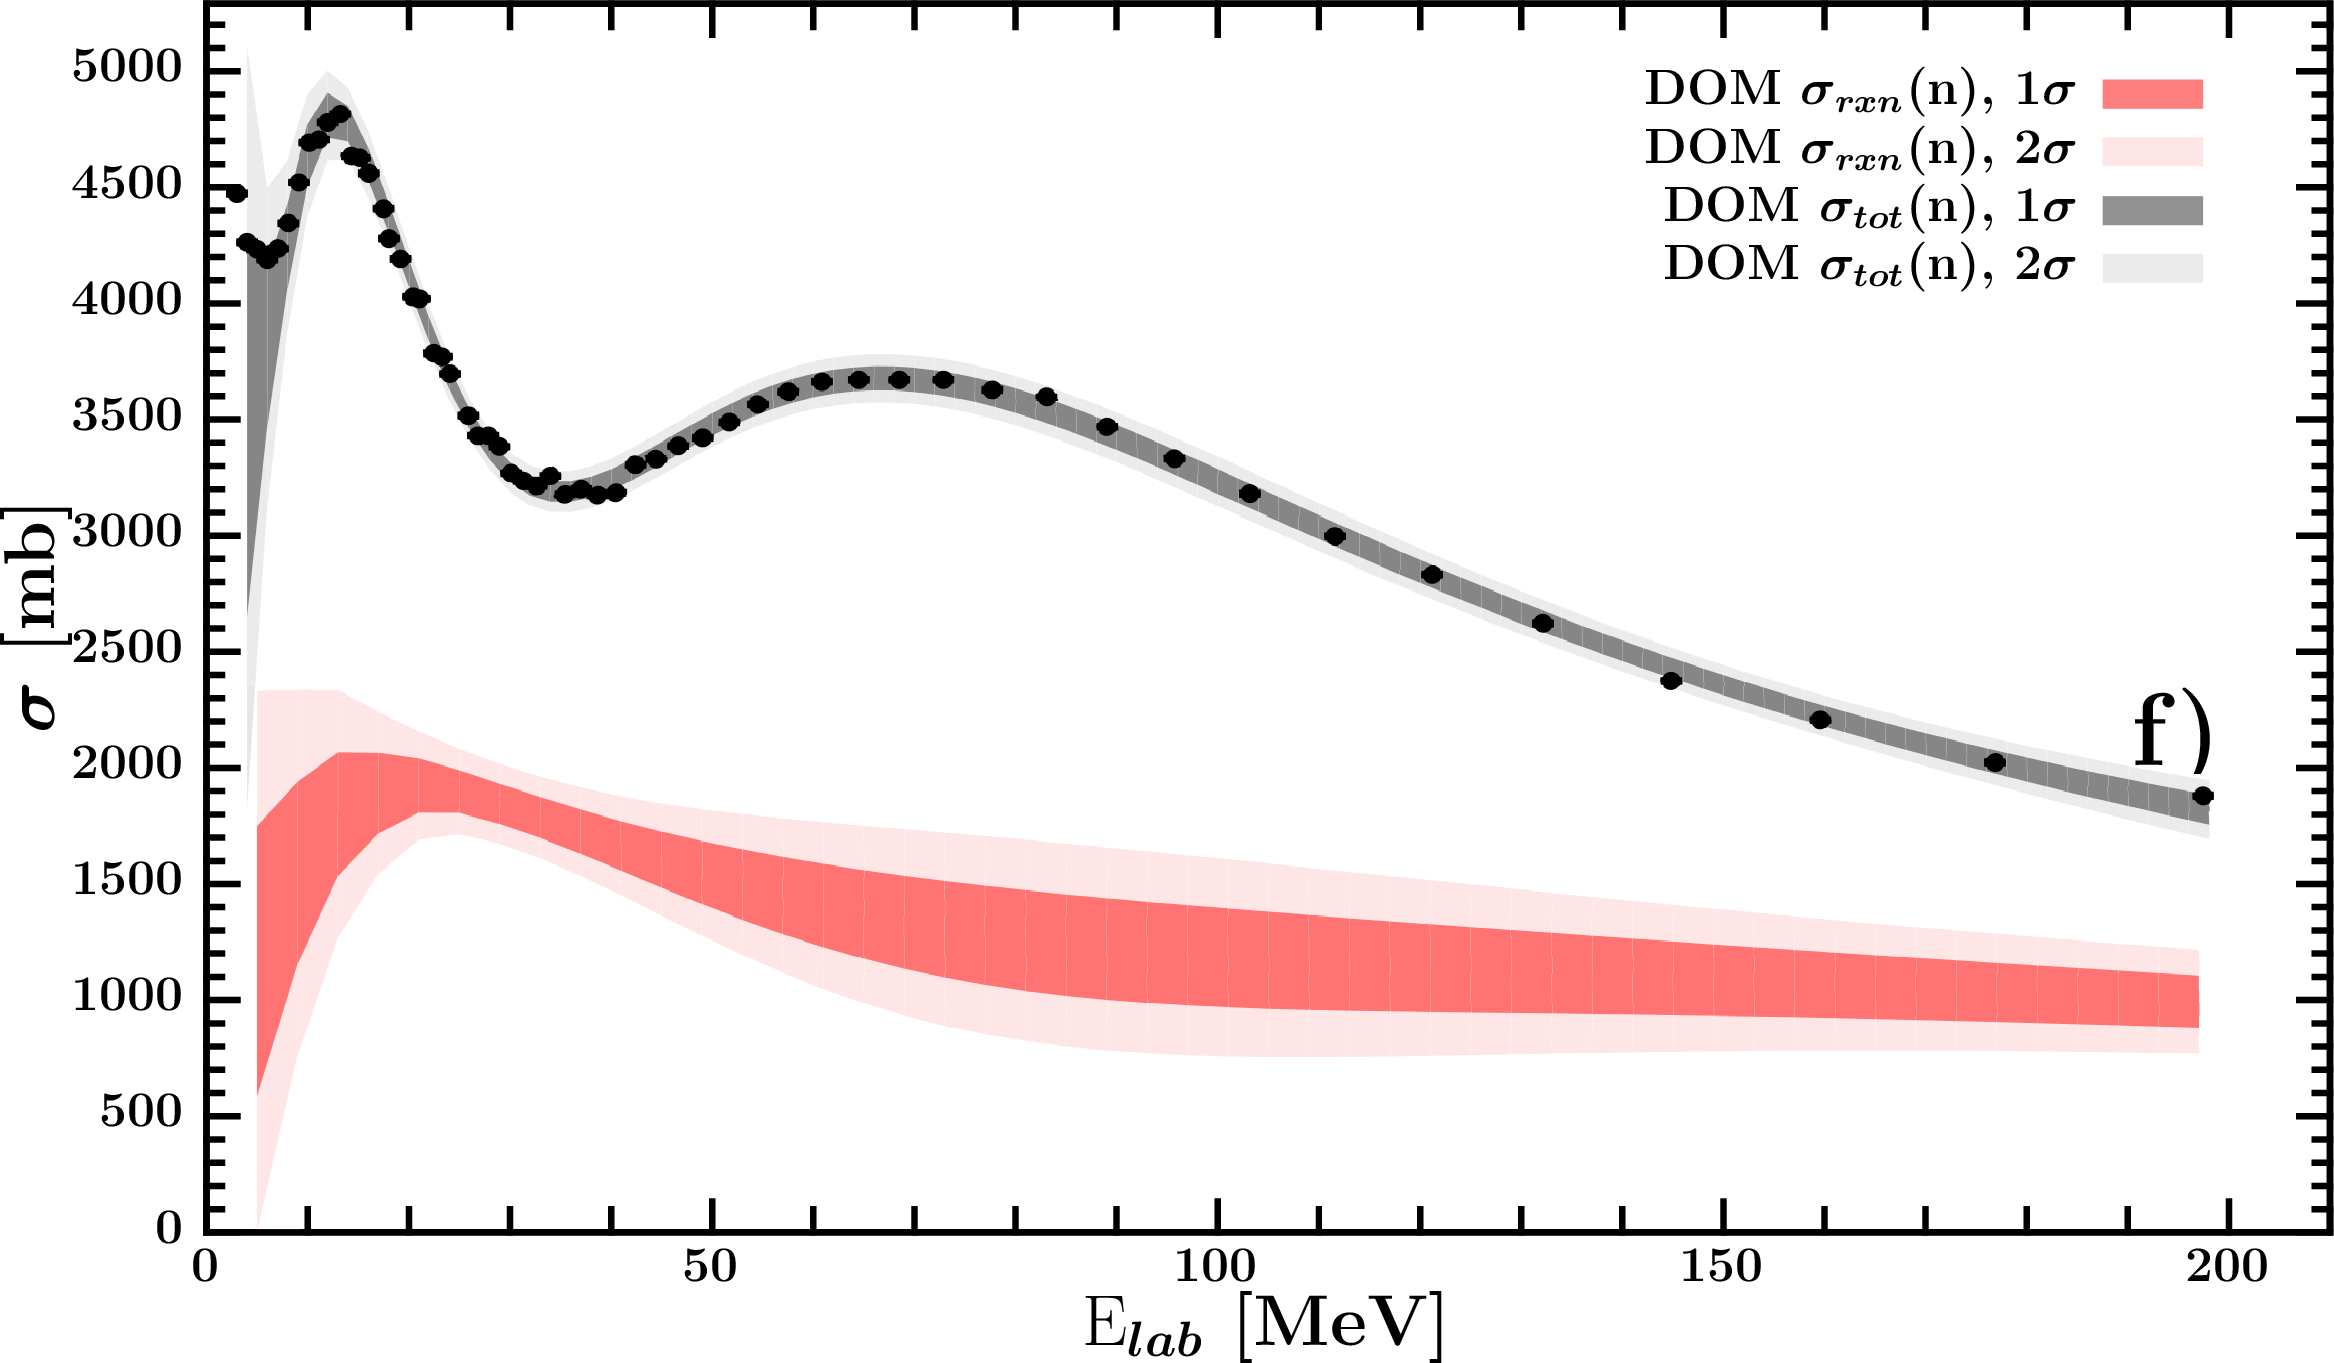 DOM σrxn(n), 1σ
DOM σrxn(n), 2σ
DOM σtot(n), 1σ
DOM σtot(n), 2σ
5000
4500
4000
3500
3000
2500
2000
1500
1000
500
0
σ [mb]
f)
0 50 100 150 200
Elab [MeV]